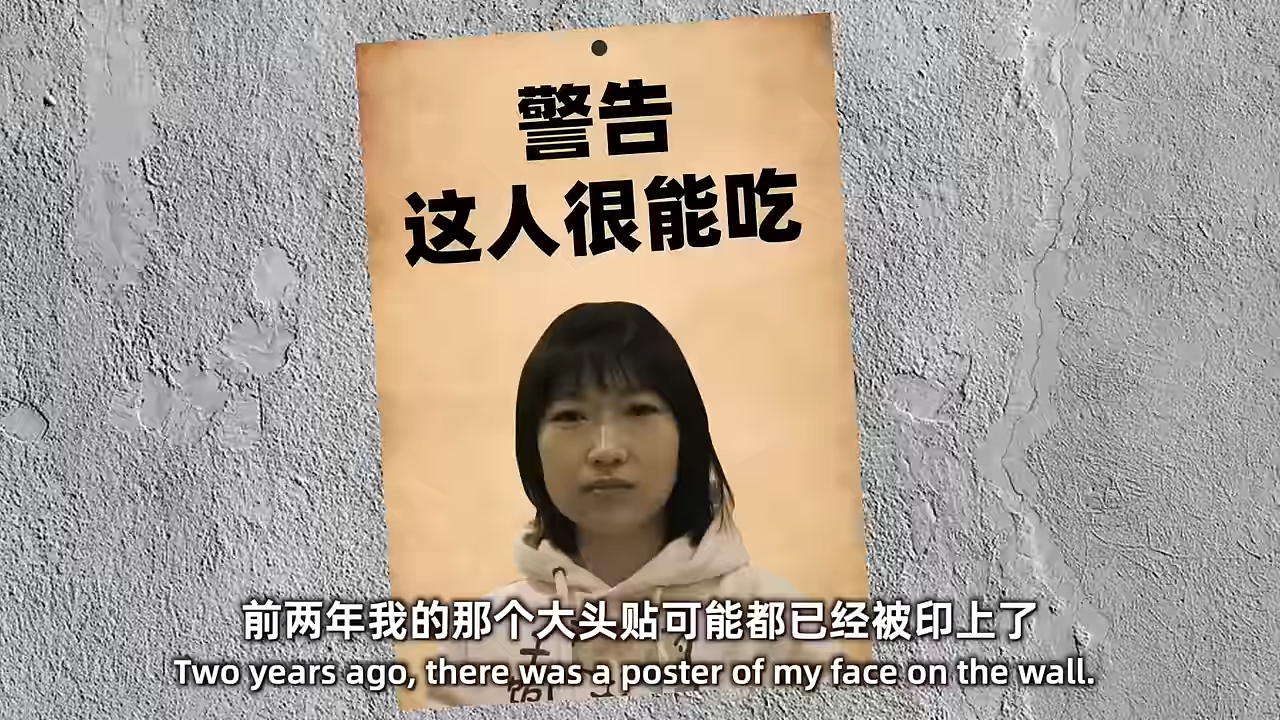 警告
这人很能吃
前两年我的那个大头贴可能都已经被印上了
Two years ago, there was a poster of my face on the wall.